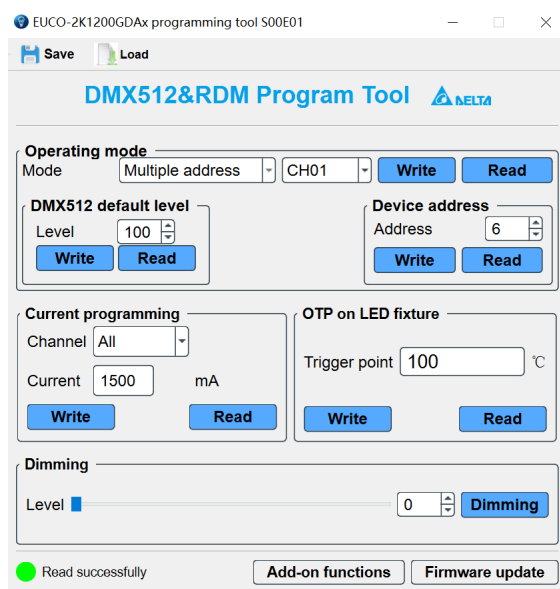 EUCO-2K1200GDAx programming tool S00E01
Save Load
DMX512&RDM Program Tool DELTA
Operating mode
Mode Multiple address CH01 Write Read
DMX512 default level
Level 100
Write Read
Device address
Address 6
Write Read
Current programming
Channel All
Current 1500 mA
Write Read
OTP on LED fixture
Trigger point 100 ℃
Write Read
Dimming
Level 0 Dimming
Read successfully Add-on functions Firmware update